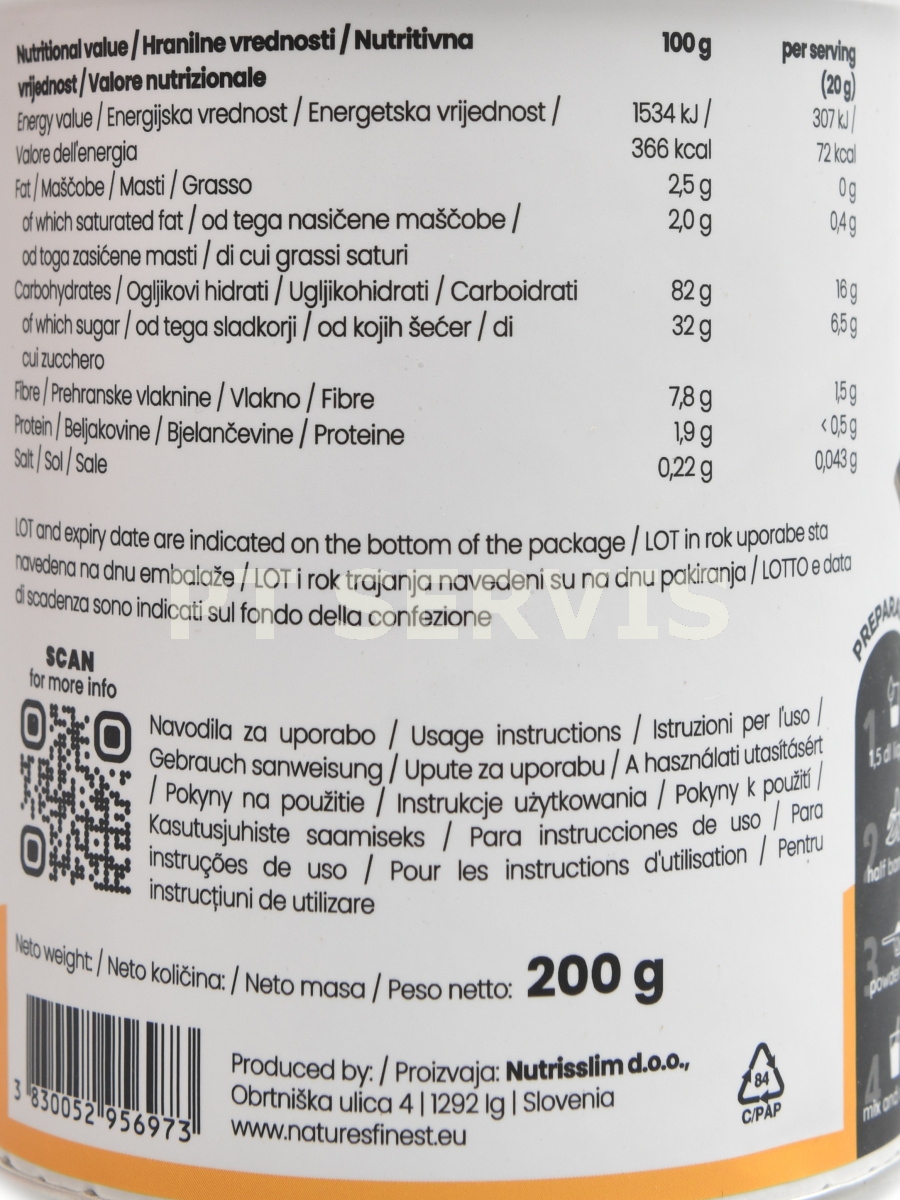 Nutritional value / Hranilne vrednosti / Nutritivna 100 g per serving
vrijednost / Valore nutrizionale (20 g)
Energy value / Energijska vrednost / Energetska vrijednost / 1534 kJ / 307 kJ /
Valore dell'energia 366 kcal 72 kcal
Fat / Maščobe / Masti / Grasso 2,5 g 0 g
of which saturated fat / od tega nasičene maščobe / 2,0 g 0,4 g
od toga zasićene masti / di cui grassi saturi
Carbohydrates / Ogljikovi hidrati / Ugljikohidrati / Carboidrati 82 g 16 g
of which sugar / od tega sladkorji / od kojih šećer / di 32 g 6,5 g
cui zucchero
Fibre / Prehranske vlaknine / Vlakno / Fibre 7,8 g 1,5 g
Protein / Beljakovine / Bjelančevine / Proteine 1,9 g < 0,5 g
Salt / Sol / Sale 0,22 g 0,043 g
LOT and expiry date are indicated on the bottom of the package / LOT in rok uporabe sta
navedena na dnu embalaže / LOT i rok trajanja navedeni su na dnu pakiranja / LOTTO e data
di scadenza sono indicati sul fondo della confezione
PT SERVIS
SCAN
for more info
Navodila za uporabo / Usage instructions / Istruzioni per l'uso /
Gebrauch sanweisung / Upute za uporabu / A használati utasításért
/ Pokyny na použitie / Instrukcje użytkowania / Pokyny k použití /
Kasutusjuhiste saamiseks / Para instrucciones de uso / Para
instruções de uso / Pour les instructions d'utilisation / Pentru
instrucțiuni de utilizare
Neto weight: / Neto količina: / Neto masa / Peso netto: 200 g
3 830052 956973
Produced by: / Proizvaja: Nutrisslim d.o.o.,
Obrtniška ulica 4 | 1292 Ig | Slovenia
www.naturesfinest.eu
84
C/PAP
1
1,5 dl
2
half
3
4
mix